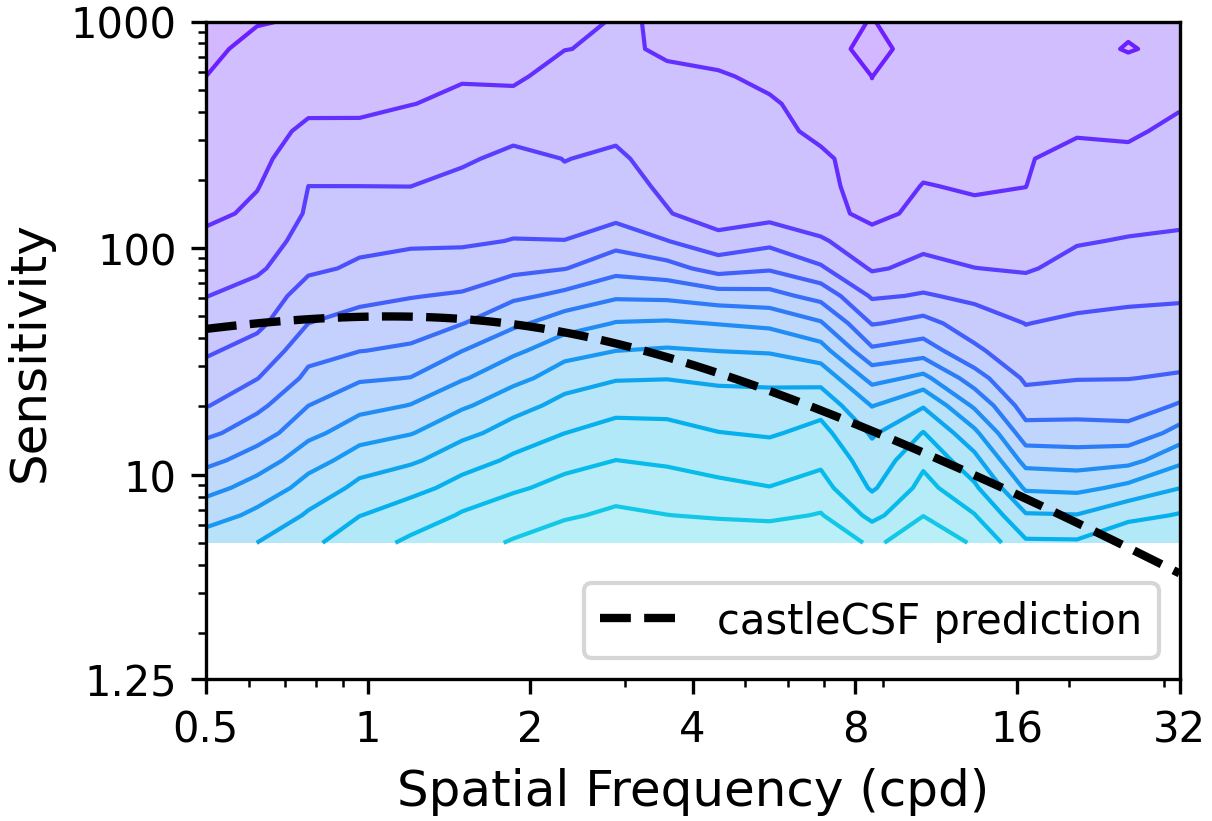 1000
100
10
1.25
Sensitivity
castleCSF prediction
0.5 1 2 4 8 16 32
Spatial Frequency (cpd)